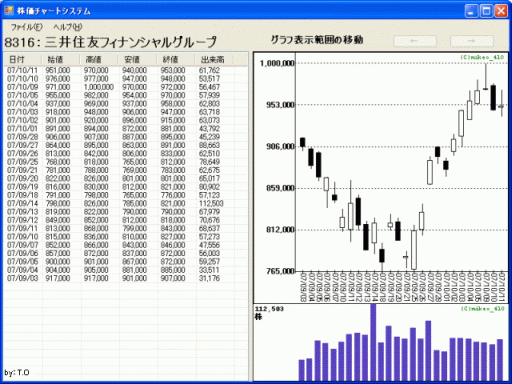 株価チャートシステム
ファイル(F) ヘルプ(H)
8316：三井住友フィナンシャルグループ
グラフ表示範囲の移動
← →
日付 始値 高値 安値 終値 出来高
07/10/11 951,000 970,000 940,000 953,000 61,762
07/10/10 976,000 977,000 947,000 948,000 53,517
07/10/09 971,000 1,000,000 970,000 972,000 56,467
07/10/05 955,000 982,000 954,000 970,000 57,939
07/10/04 937,000 969,000 937,000 958,000 62,803
07/10/03 918,000 948,000 906,000 947,000 63,718
07/10/02 901,000 920,000 896,000 915,000 63,073
07/10/01 891,000 894,000 872,000 881,000 43,792
07/09/28 906,000 907,000 887,000 895,000 45,239
07/09/27 864,000 895,000 863,000 891,000 88,663
07/09/26 813,000 842,000 806,000 833,000 62,510
07/09/25 768,000 818,000 765,000 812,000 78,649
07/09/21 781,000 788,000 769,000 783,000 62,675
07/09/20 822,000 826,000 801,000 801,000 65,017
07/09/19 816,000 830,000 812,000 821,000 80,902
07/09/18 791,000 798,000 765,000 776,000 57,123
07/09/14 798,000 826,000 785,000 821,000 112,503
07/09/13 819,000 822,000 790,000 790,000 67,979
07/09/12 849,000 852,000 812,000 818,000 70,676
07/09/11 813,000 868,000 799,000 843,000 68,637
07/09/10 815,000 836,000 810,000 827,000 57,273
07/09/07 852,000 866,000 843,000 846,000 47,556
07/09/06 857,000 872,000 837,000 872,000 56,003
07/09/05 900,000 901,000 867,000 872,000 59,257
07/09/04 904,000 905,000 881,000 885,000 33,511
07/09/03 917,000 917,000 901,000 907,000 31,176
by: T.O
(C)mikeo_410
1,000,000
953,000
906,000
859,000
812,000
765,000
07/09/03 07/09/04 07/09/05 07/09/06 07/09/07 07/09/10 07/09/11 07/09/12 07/09/13 07/09/14 07/09/18 07/09/19 07/09/20 07/09/21 07/09/25 07/09/26 07/09/27 07/09/28 07/10/01 07/10/02 07/10/03 07/10/04 07/10/05 07/10/09 07/10/10 07/10/11
112,503
株
(C)mikeo_410